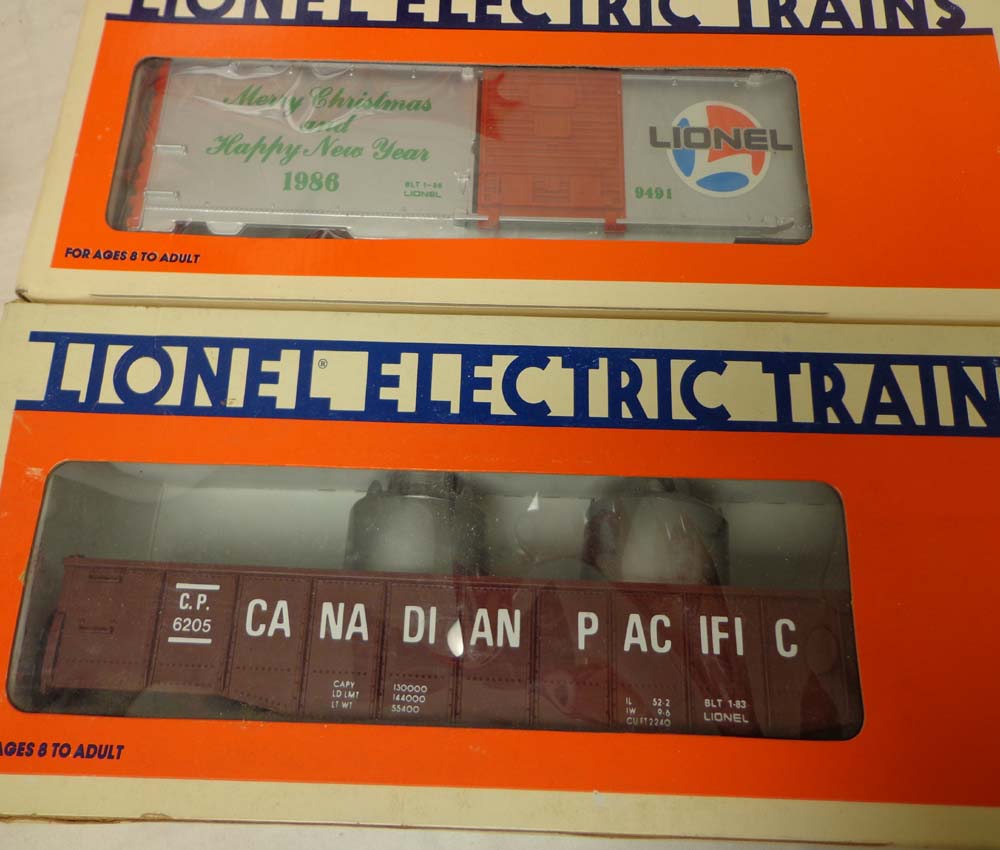 LIONEL ELECTRIC TRAINS
Merry Christmas
and
Happy New Year
1986
BLT 1-86
LIONEL
LIONEL
9491
FOR AGES 8 TO ADULT
LIONEL® ELECTRIC TRAIN
C.P.
6205
CANADIAN PACIFIC
CAPY 130000
LD LMT 144000
LT WT 55400
IL 52-2
IW 9-6
CU FT 2240
BLT 1-83
LIONEL
AGES 8 TO ADULT